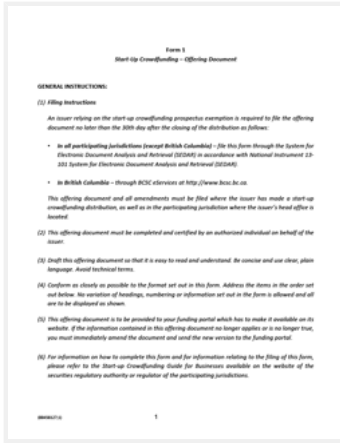 Form 1
Start-Up Crowdfunding – Offering Document
GENERAL INSTRUCTIONS:
(1) Filing Instructions
An issuer relying on the start-up crowdfunding prospectus exemption is required to file the offering
document no later than the 30th day after the closing of the distribution as follows:
• In all participating jurisdictions (except British Columbia) – file this form through the System for
Electronic Document Analysis and Retrieval (SEDAR) in accordance with National Instrument 13-
101 System for Electronic Document Analysis and Retrieval (SEDAR)
• In British Columbia – through BCSC eServices at http://www.bcsc.bc.ca.
This offering document and all amendments must be filed where the issuer has made a start-up
crowdfunding distribution, as well as in the participating jurisdiction where the issuer's head office is
located.
(2) This offering document must be completed and certified by an authorized individual on behalf of the
issuer.
(3) Draft this offering document so that it is easy to read and understand. Be concise and use clear, plain
language. Avoid technical terms.
(4) Conform as closely as possible to the format set out in this form. Address the items in the order set
out below. No variation of headings, numbering or information set out in the form is allowed and all
are to be displayed as shown.
(5) This offering document is to be provided to your funding portal which has to make it available on its
website. If the information contained in this offering document no longer applies or is no longer true,
you must immediately amend the document and send the new version to the funding portal.
(6) For information on how to complete this form and for information relating to the filing of this form,
please refer to the Start-up Crowdfunding Guide for Businesses available on the website of the
securities regulatory authority or regulator of the participating jurisdictions.
1